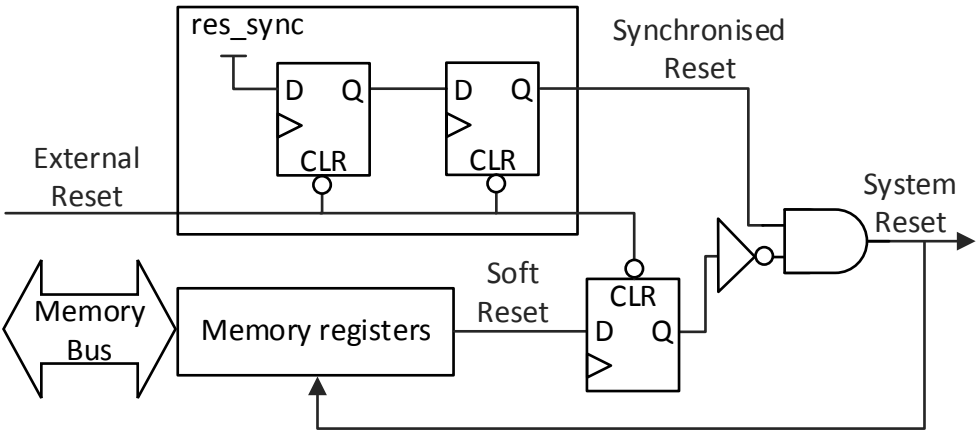 res_sync
D Q
CLR
D Q
CLR
Synchronised
Reset
External
Reset
System
Reset
Memory
Bus
Memory registers
Soft
Reset
CLR
D Q